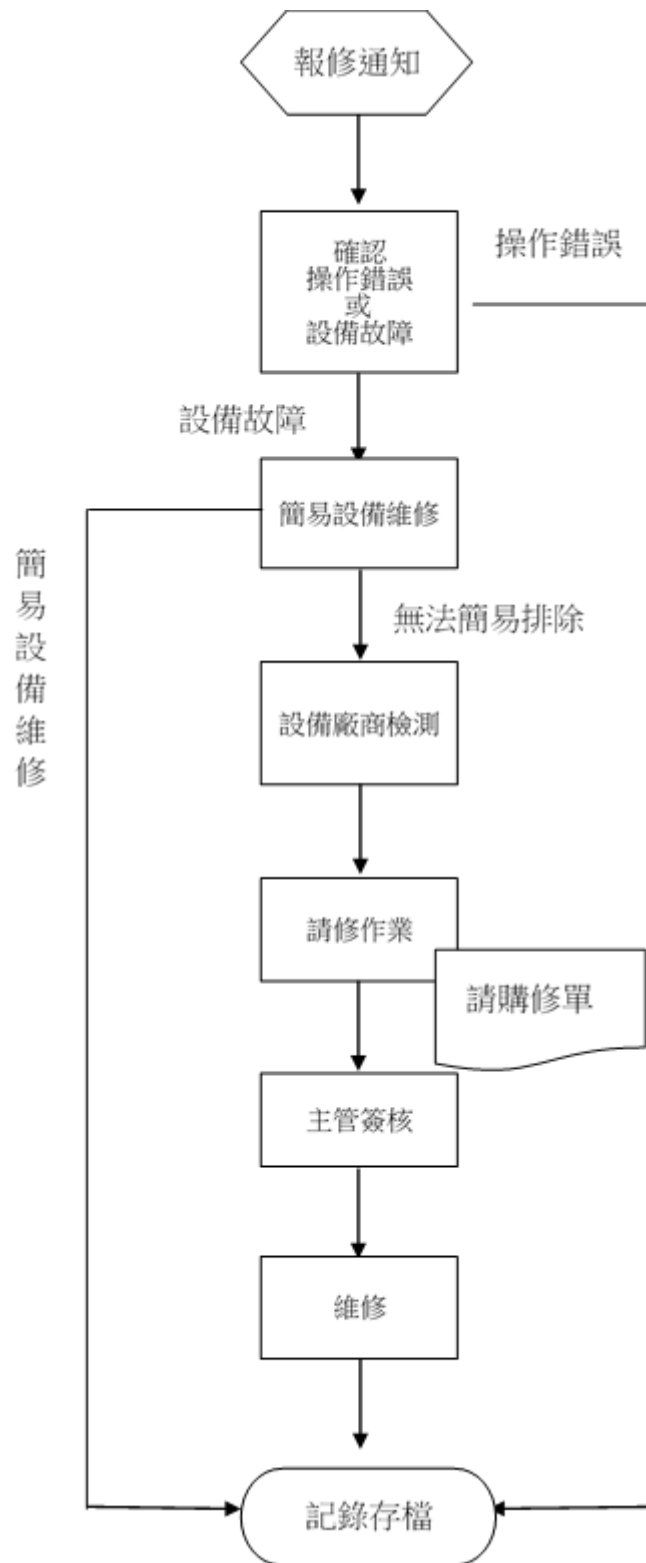 報修通知
確認
操作錯誤
或
設備故障
操作錯誤
設備故障
簡易設備維修
簡易設備維修
無法簡易排除
設備廠商檢測
請修作業
請購修單
主管簽核
維修
記錄存檔